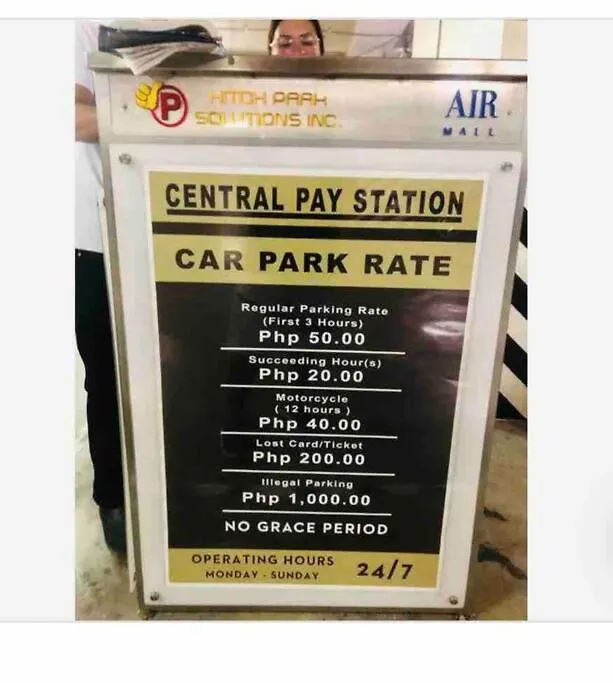 P
HITCH PARK
SOLUTIONS INC.
AIR
MALL
CENTRAL PAY STATION
CAR PARK RATE
Regular Parking Rate
(First 3 Hours)
Php 50.00
Succeeding Hour(s)
Php 20.00
Motorcycle
( 12 hours )
Php 40.00
Lost Card/Ticket
Php 200.00
Illegal Parking
Php 1,000.00
NO GRACE PERIOD
OPERATING HOURS
MONDAY - SUNDAY
24/7